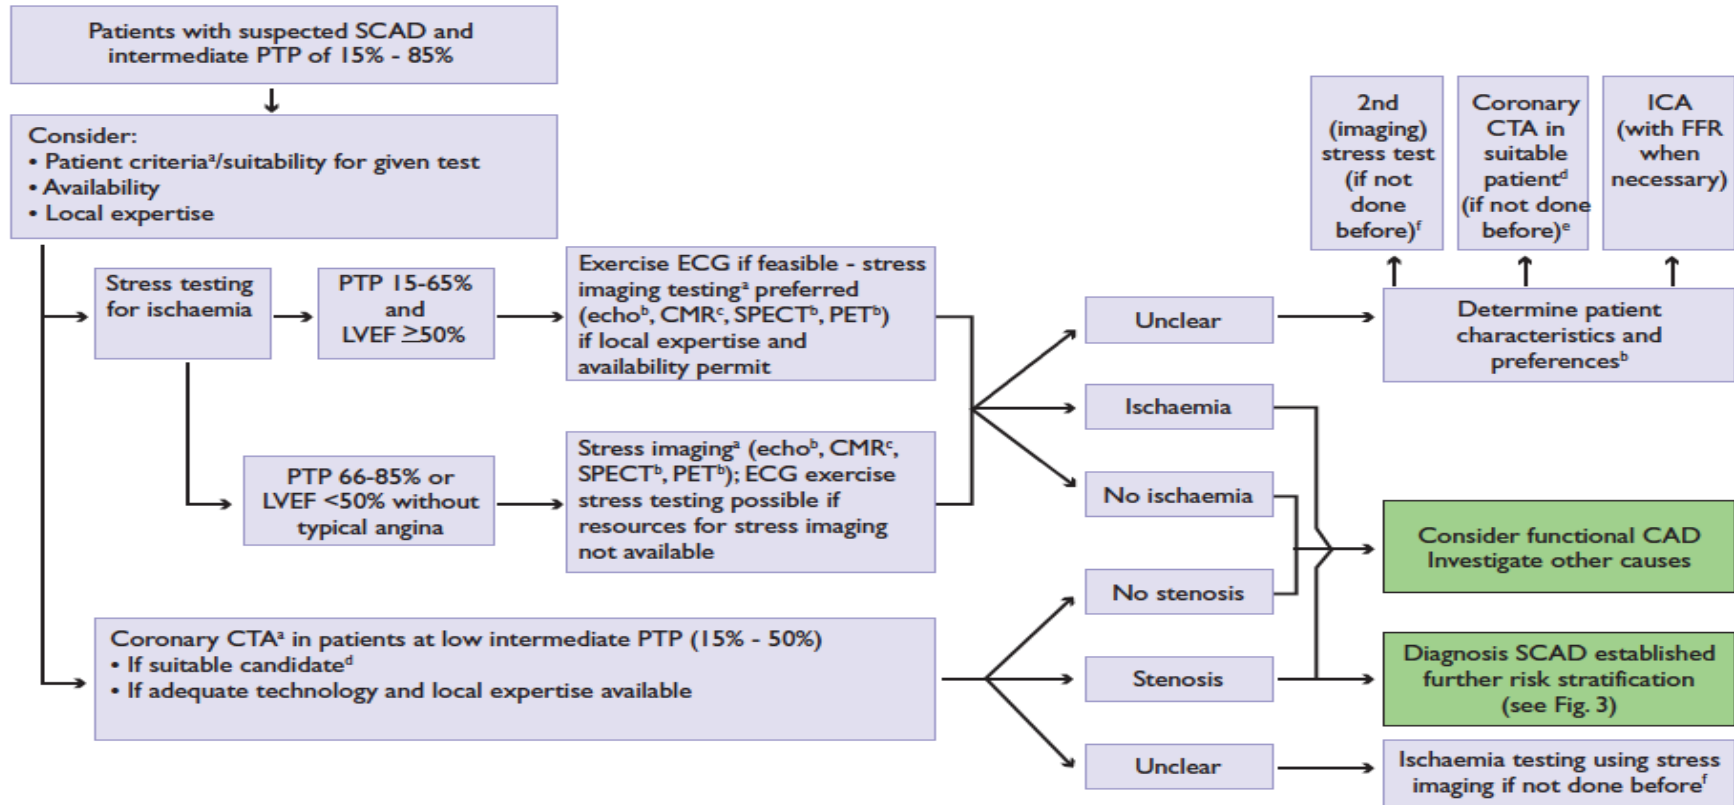 Patients with suspected SCAD and
intermediate PTP of 15% - 85%
Consider:
• Patient criteriaᵃ/suitability for given test
• Availability
• Local expertise
Stress testing
for ischaemia
PTP 15-65%
and
LVEF ≥50%
Exercise ECG if feasible - stress
imaging testingᵃ preferred
(echoᵇ, CMRᶜ, SPECTᵇ, PETᵇ)
if local expertise and
availability permit
PTP 66-85% or
LVEF <50% without
typical angina
Stress imagingᵃ (echoᵇ, CMRᶜ,
SPECTᵇ, PETᵇ); ECG exercise
stress testing possible if
resources for stress imaging
not available
Coronary CTAᵃ in patients at low intermediate PTP (15% - 50%)
• If suitable candidateᵈ
• If adequate technology and local expertise available
Unclear
Ischaemia
No ischaemia
No stenosis
Stenosis
Unclear
2nd
(imaging)
stress test
(if not
done
before)ᶠ
Coronary
CTA in
suitable
patientᵈ
(if not done
before)ᵉ
ICA
(with FFR
when
necessary)
Determine patient
characteristics and
preferencesᵇ
Consider functional CAD
Investigate other causes
Diagnosis SCAD established
further risk stratification
(see Fig. 3)
Ischaemia testing using stress
imaging if not done beforeᶠ